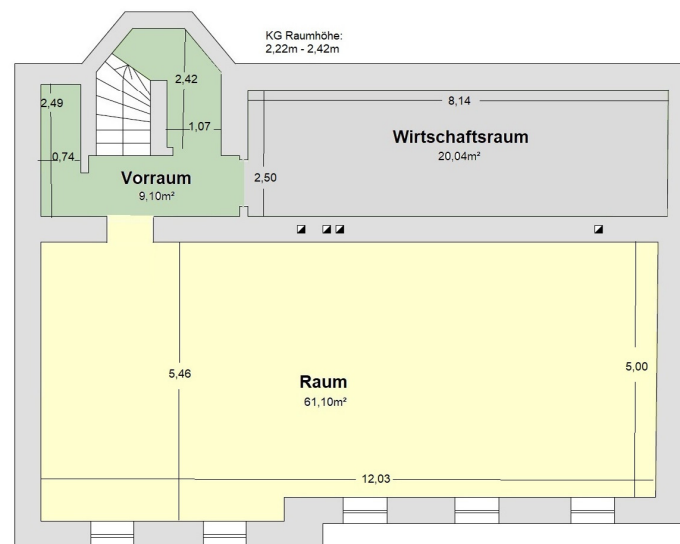 KG Raumhöhe:
2,22m - 2,42m
2,42
2,49
8,14
1,07
Wirtschaftsraum
20,04m²
0,74
Vorraum
9,10m²
2,50
5,46
5,00
Raum
61,10m²
12,03